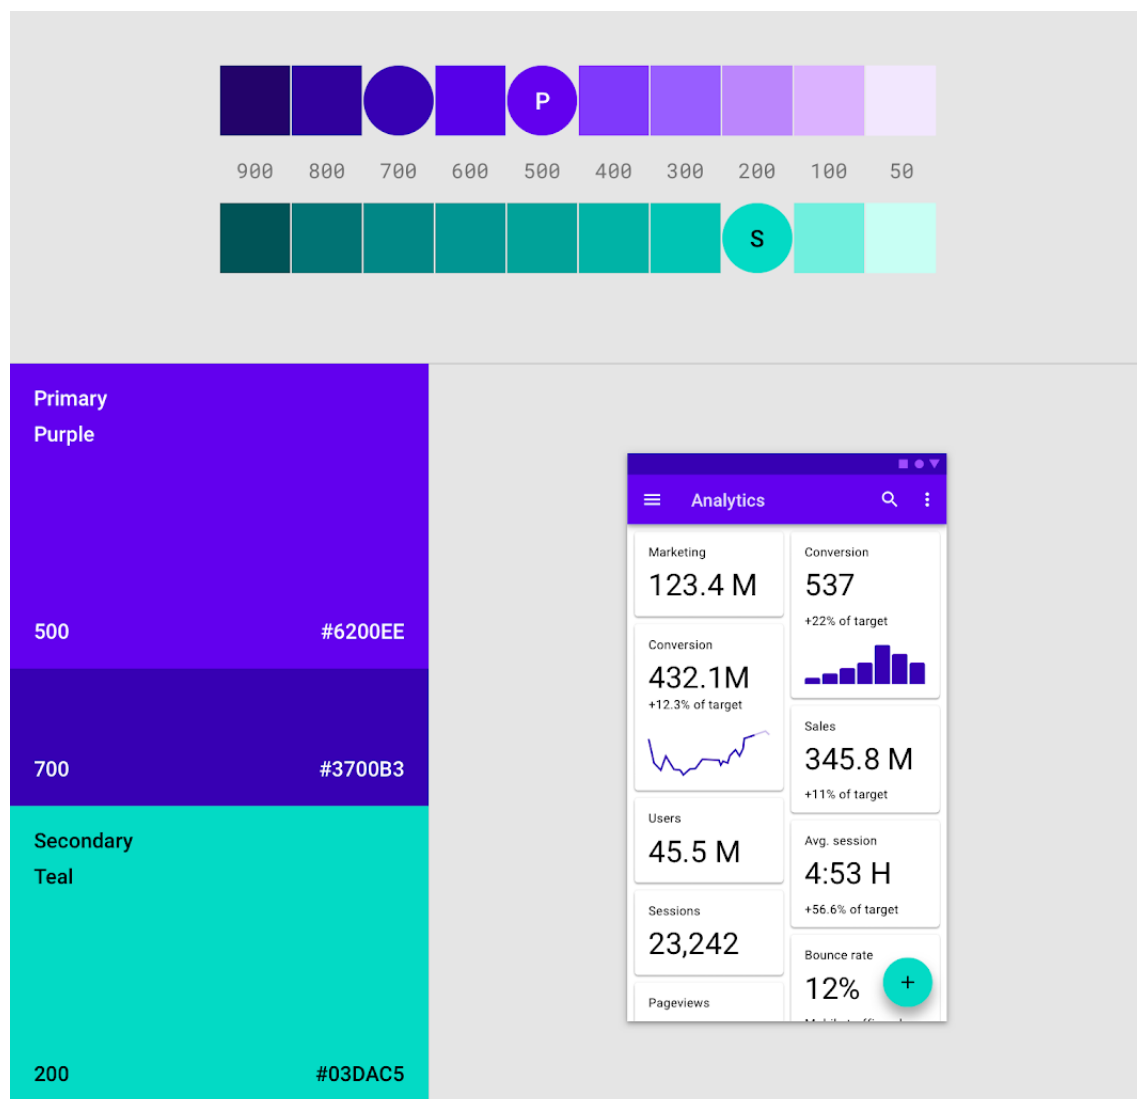 P
900 800 700 600 500 400 300 200 100 50
S
Primary
Purple
500 #6200EE
700 #3700B3
Secondary
Teal
200 #03DAC5
Analytics
Marketing
123.4 M
Conversion
432.1M
+12.3% of target
Users
45.5 M
Sessions
23,242
Pageviews
Conversion
537
+22% of target
Sales
345.8 M
+11% of target
Avg. session
4:53 H
+56.6% of target
Bounce rate
12%
+